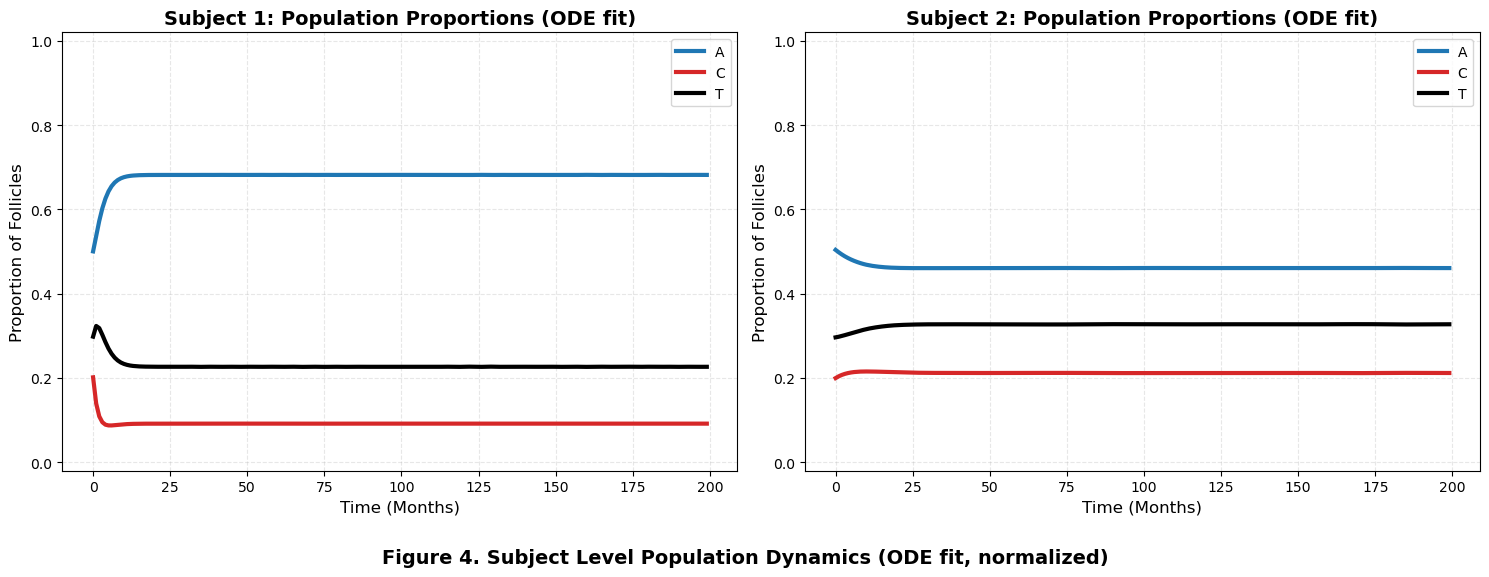 Subject 1: Population Proportions (ODE fit)
Proportion of Follicles
1.0
0.8
0.6
0.4
0.2
0.0
A
C
T
0 25 50 75 100 125 150 175 200
Time (Months)
Subject 2: Population Proportions (ODE fit)
Proportion of Follicles
1.0
0.8
0.6
0.4
0.2
0.0
A
C
T
0 25 50 75 100 125 150 175 200
Time (Months)
Figure 4. Subject Level Population Dynamics (ODE fit, normalized)